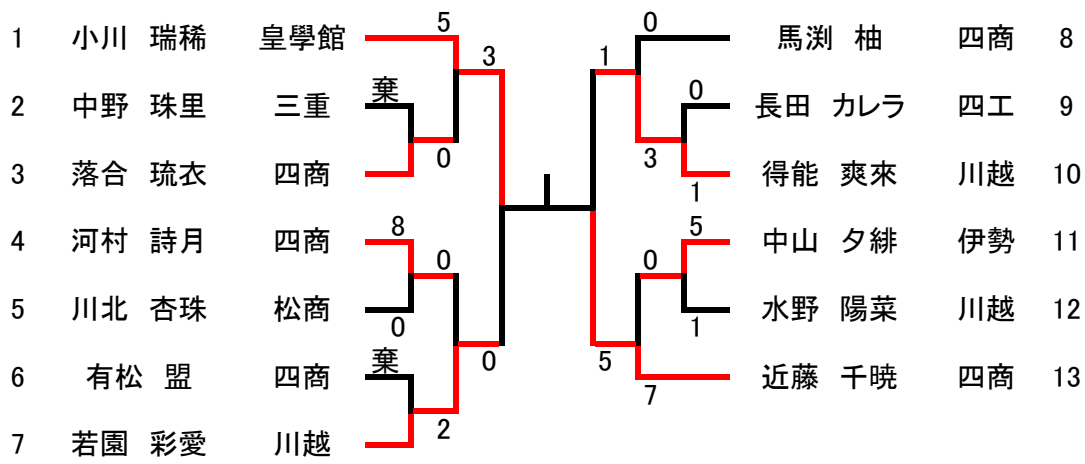 5
0
1 小川 瑞稀 皇學館
3
1
馬渕 柚 四商 8
2 中野 珠里 三重 棄
0
長田 カレラ 四工 9
0
3
3 落合 琉衣 四商
1
得能 爽來 川越 10
4 河村 詩月 四商 8
5
中山 夕緋 伊勢 11
0
0
5 川北 杏珠 松商 0
1
水野 陽菜 川越 12
0
5
6 有松 盟 四商 棄
7
近藤 千暁 四商 13
2
7 若園 彩愛 川越